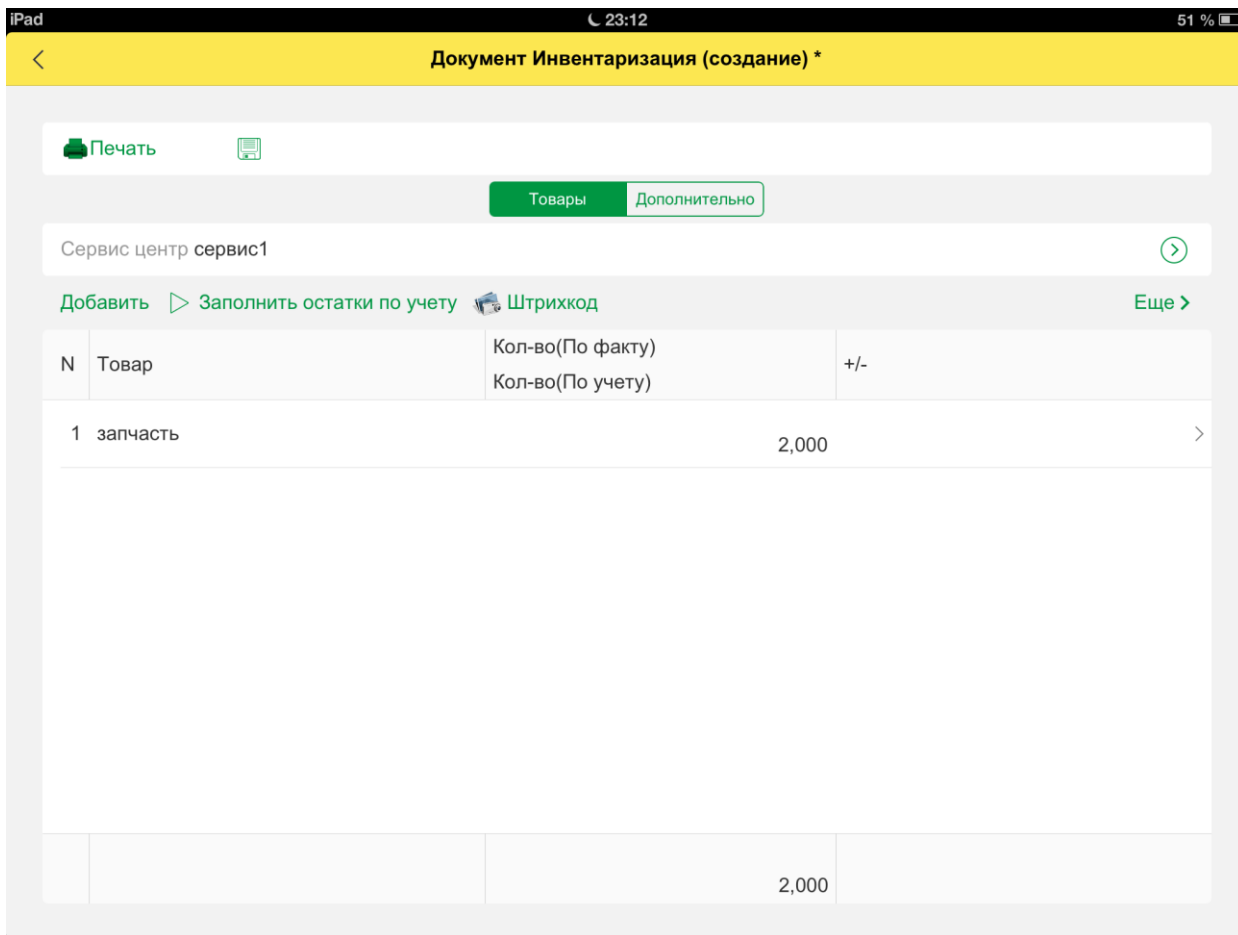 iPad 23:12 51 %
Документ Инвентаризация (создание) *
Печать
Товары Дополнительно
Сервис центр сервис1
Добавить Заполнить остатки по учету Штрихкод Еще
N Товар Кол-во(По факту) +/-
Кол-во(По учету)
1 запчасть 2,000
2,000